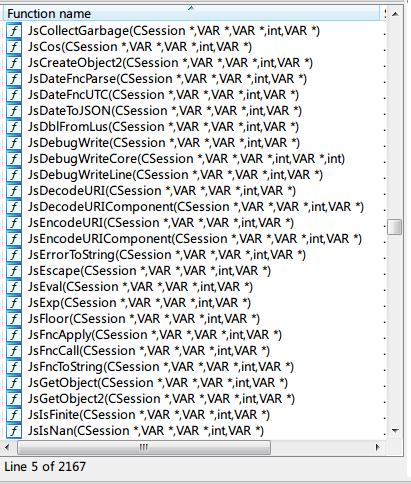 Function name
JsCollectGarbage(CSession *,VAR *,VAR *,int,VAR *)
JsCos(CSession *,VAR *,VAR *,int,VAR *)
JsCreateObject2(CSession *,VAR *,VAR *,int,VAR *)
JsDateFncParse(CSession *,VAR *,VAR *,int,VAR *)
JsDateFncUTC(CSession *,VAR *,VAR *,int,VAR *)
JsDateToJSON(CSession *,VAR *,VAR *,int,VAR *)
JsDblFromLus(CSession *,VAR *,VAR *,int,VAR *)
JsDebugWrite(CSession *,VAR *,VAR *,int,VAR *)
JsDebugWriteCore(CSession *,VAR *,VAR *,int,VAR *,int)
JsDebugWriteLine(CSession *,VAR *,VAR *,int,VAR *)
JsDecodeURI(CSession *,VAR *,VAR *,int,VAR *)
JsDecodeURIComponent(CSession *,VAR *,VAR *,int,VAR *)
JsEncodeURI(CSession *,VAR *,VAR *,int,VAR *)
JsEncodeURIComponent(CSession *,VAR *,VAR *,int,VAR *)
JsErrorToString(CSession *,VAR *,VAR *,int,VAR *)
JsEscape(CSession *,VAR *,VAR *,int,VAR *)
JsEval(CSession *,VAR *,VAR *,int,VAR *)
JsExp(CSession *,VAR *,VAR *,int,VAR *)
JsFloor(CSession *,VAR *,VAR *,int,VAR *)
JsFncApply(CSession *,VAR *,VAR *,int,VAR *)
JsFncCall(CSession *,VAR *,VAR *,int,VAR *)
JsFncToString(CSession *,VAR *,VAR *,int,VAR *)
JsGetObject(CSession *,VAR *,VAR *,int,VAR *)
JsGetObject2(CSession *,VAR *,VAR *,int,VAR *)
JsIsFinite(CSession *,VAR *,VAR *,int,VAR *)
JsIsNan(CSession *,VAR *,VAR *,int,VAR *)
Line 5 of 2167